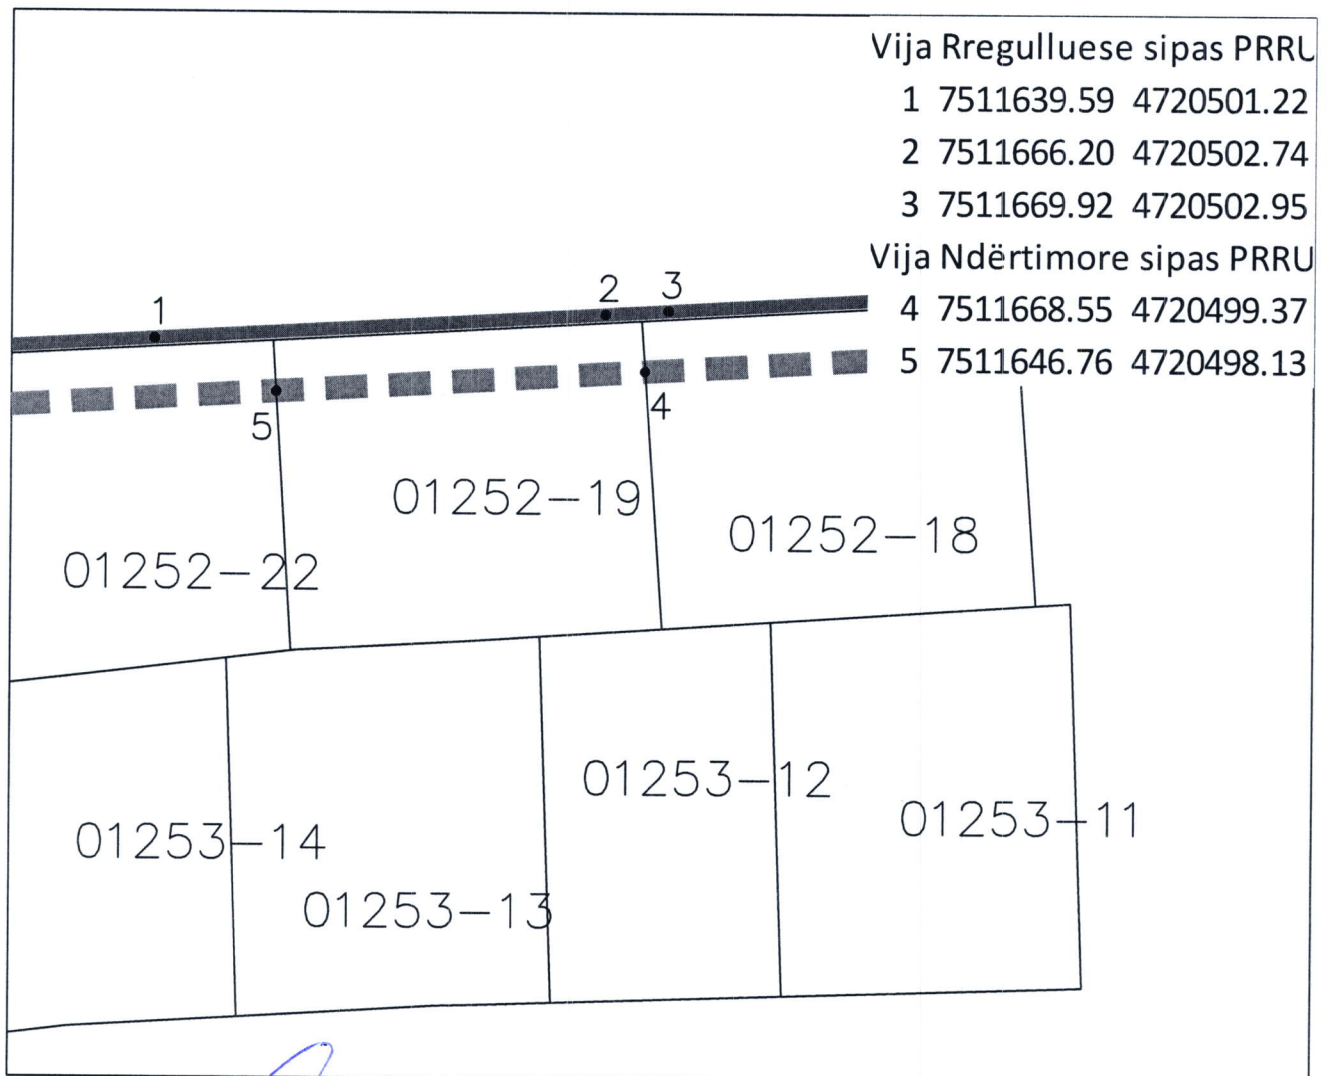 Vija Rregulluese sipas PRRU
1 7511639.59 4720501.22
2 7511666.20 4720502.74
3 7511669.92 4720502.95
Vija Ndërtimore sipas PRRU
4 7511668.55 4720499.37
5 7511646.76 4720498.13
1
2
3
5
4
01252-19
01252-18
01252-22
01253-12
01253-11
01253-14
01253-13